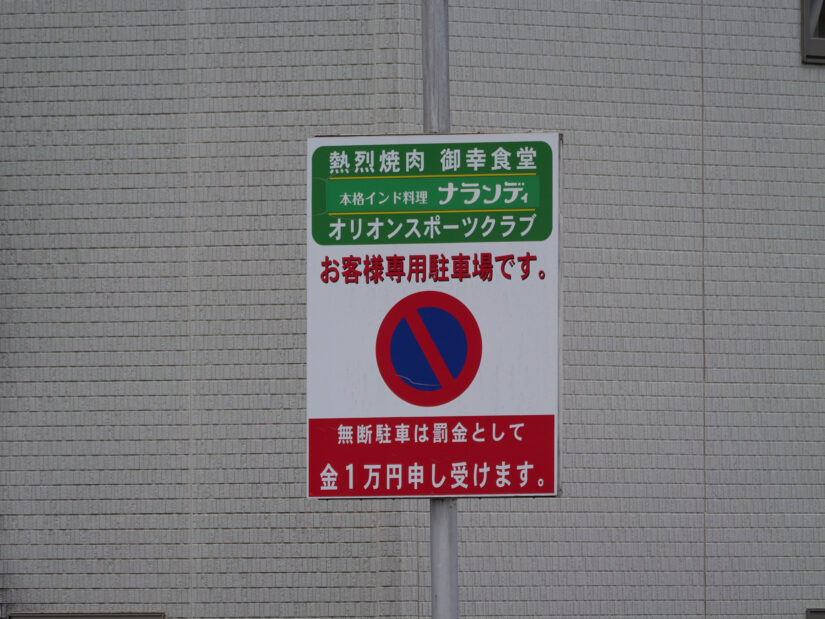 熱烈焼肉 御幸食堂
本格インド料理 ナランディ
オリオンスポーツクラブ
お客様専用駐車場です。
無断駐車は罰金として
金1万円申し受けます。